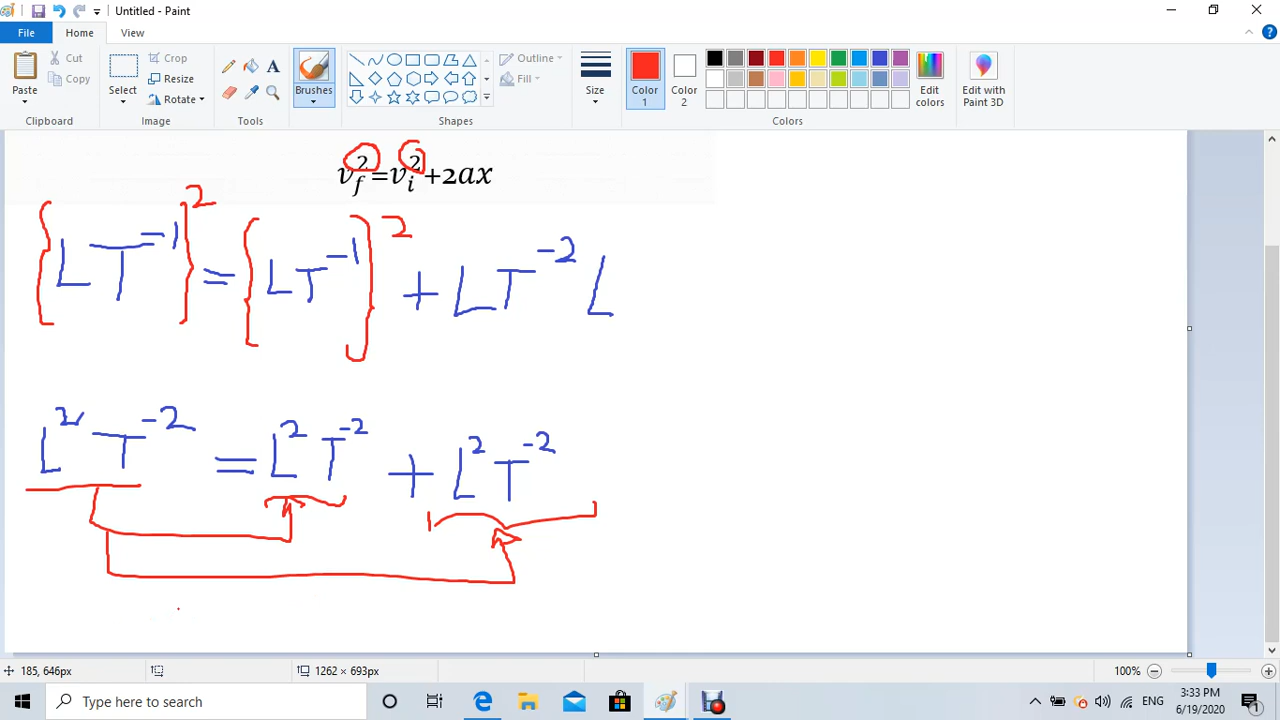 Untitled - Paint
File Home View
Paste
Cut
Copy
Clipboard
Select
Crop
Resize
Rotate
Image
Tools
Brushes
Shapes
Outline
Fill
Size
Color 1
Color 2
Edit colors
Edit with Paint 3D
Colors
v_f^2=v_i^2+2ax
{LT^-1]^2 = {LT^-1}^2 + LT^-2 L
L^2 T^-2 = L^2 T^-2 + L^2 T^-2
185, 646px
1262 × 693px
100%
Type here to search
ENG
3:33 PM
6/19/2020
1